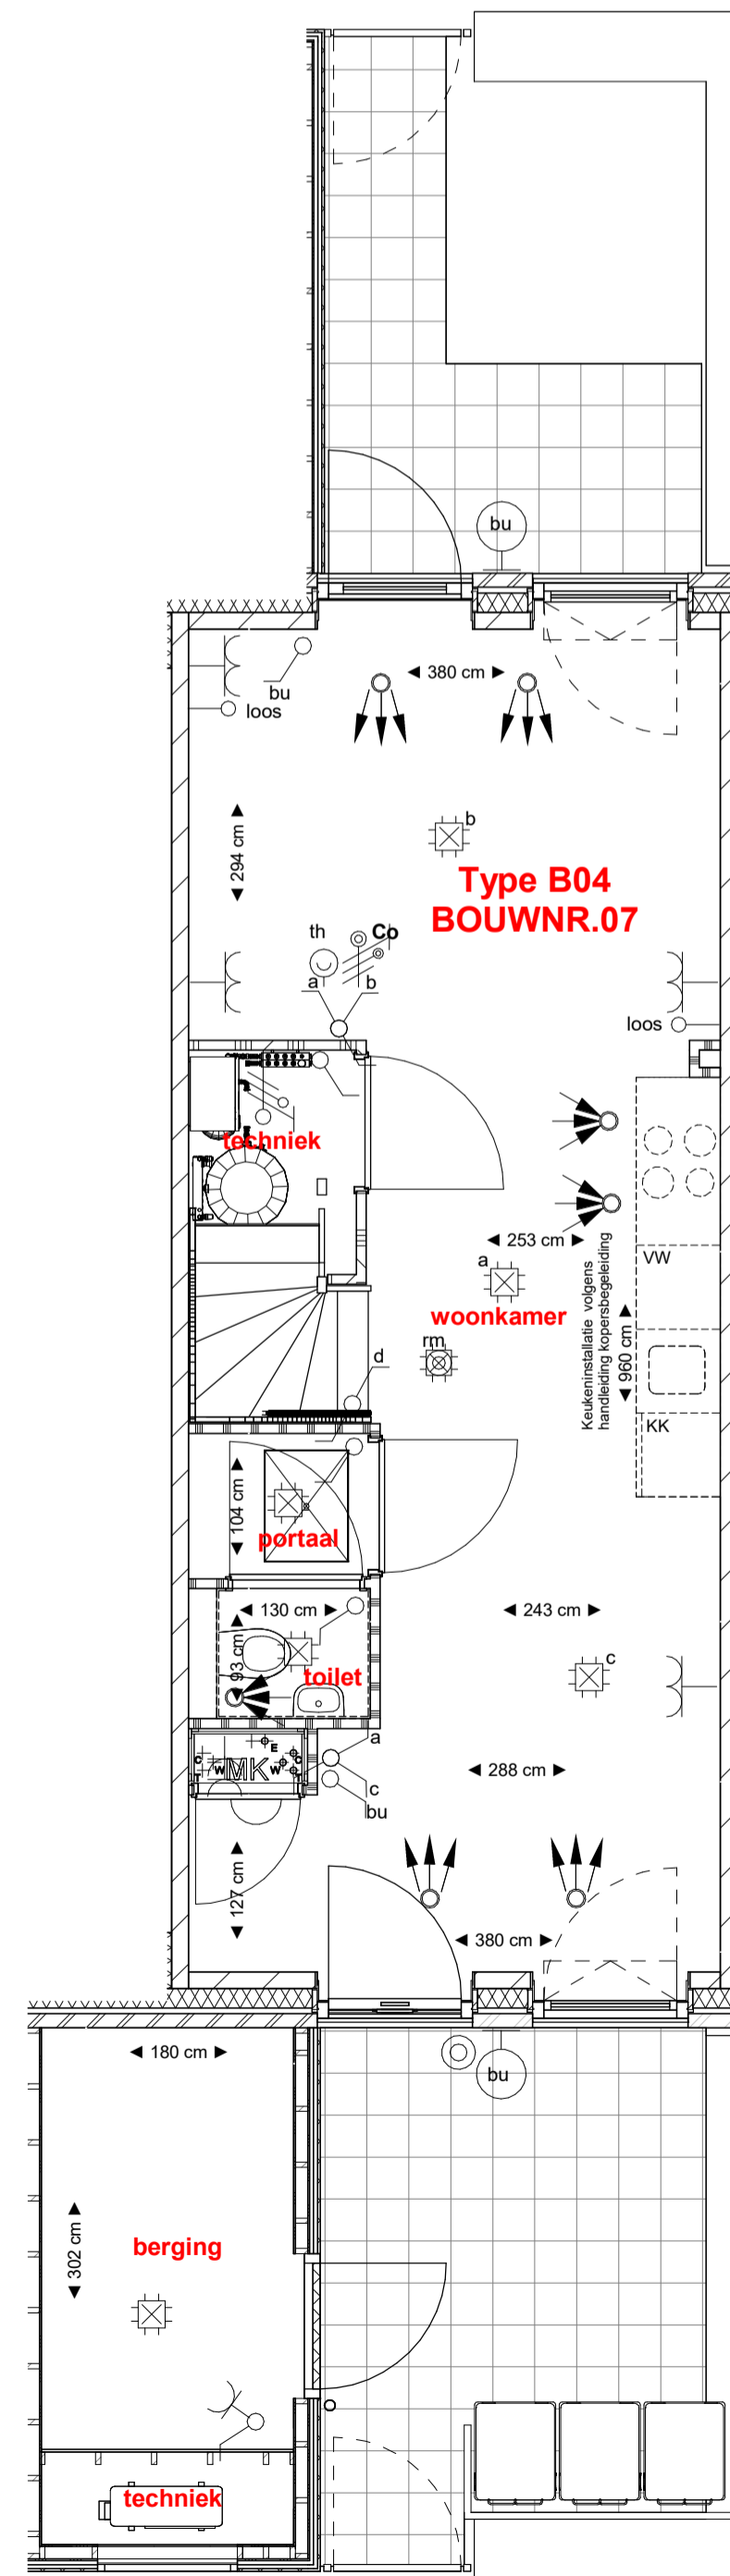 bu
380 cm
bu
loos
294 cm
b
Type B04
BOUWNR.07
th
Co
a
b
loos
techniek
253 cm
a
VW
woonkamer
Keukeninstallatie volgens
handleiding kopersbegeleiding
960 cm
rm
d
KK
104 cm
portaal
130 cm
243 cm
93 cm
toilet
c
a
E
C
C
W
MK
W
T
T
288 cm
c
bu
127 cm
380 cm
180 cm
bu
302 cm
berging
techniek